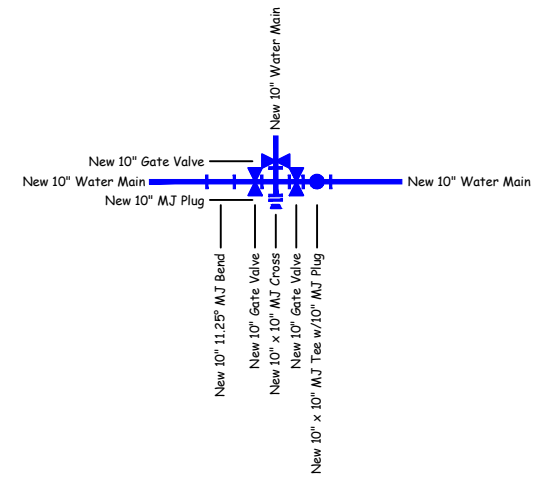 New 10" Water Main
New 10" Gate Valve
New 10" Water Main
New 10" Water Main
New 10" MJ Plug
New 10" 11.25° MJ Bend
New 10" Gate Valve
New 10" x 10" MJ Cross
New 10" Gate Valve
New 10" x 10" MJ Tee w/10" MJ Plug